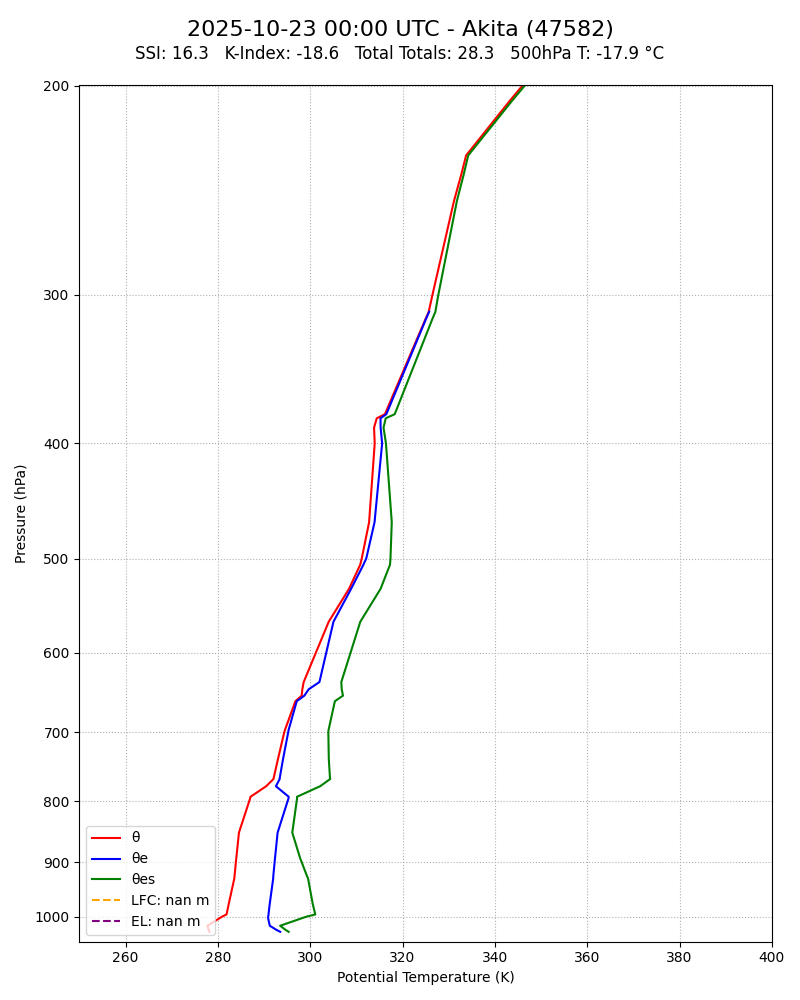 2025-10-23 00:00 UTC - Akita (47582)
SSI: 16.3 K-Index: -18.6 Total Totals: 28.3 500hPa T: -17.9 °C
200
300
400
500
600
700
800
900
1000
Pressure (hPa)
θ
θe
θes
LFC: nan m
EL: nan m
260 280 300 320 340 360 380 400
Potential Temperature (K)